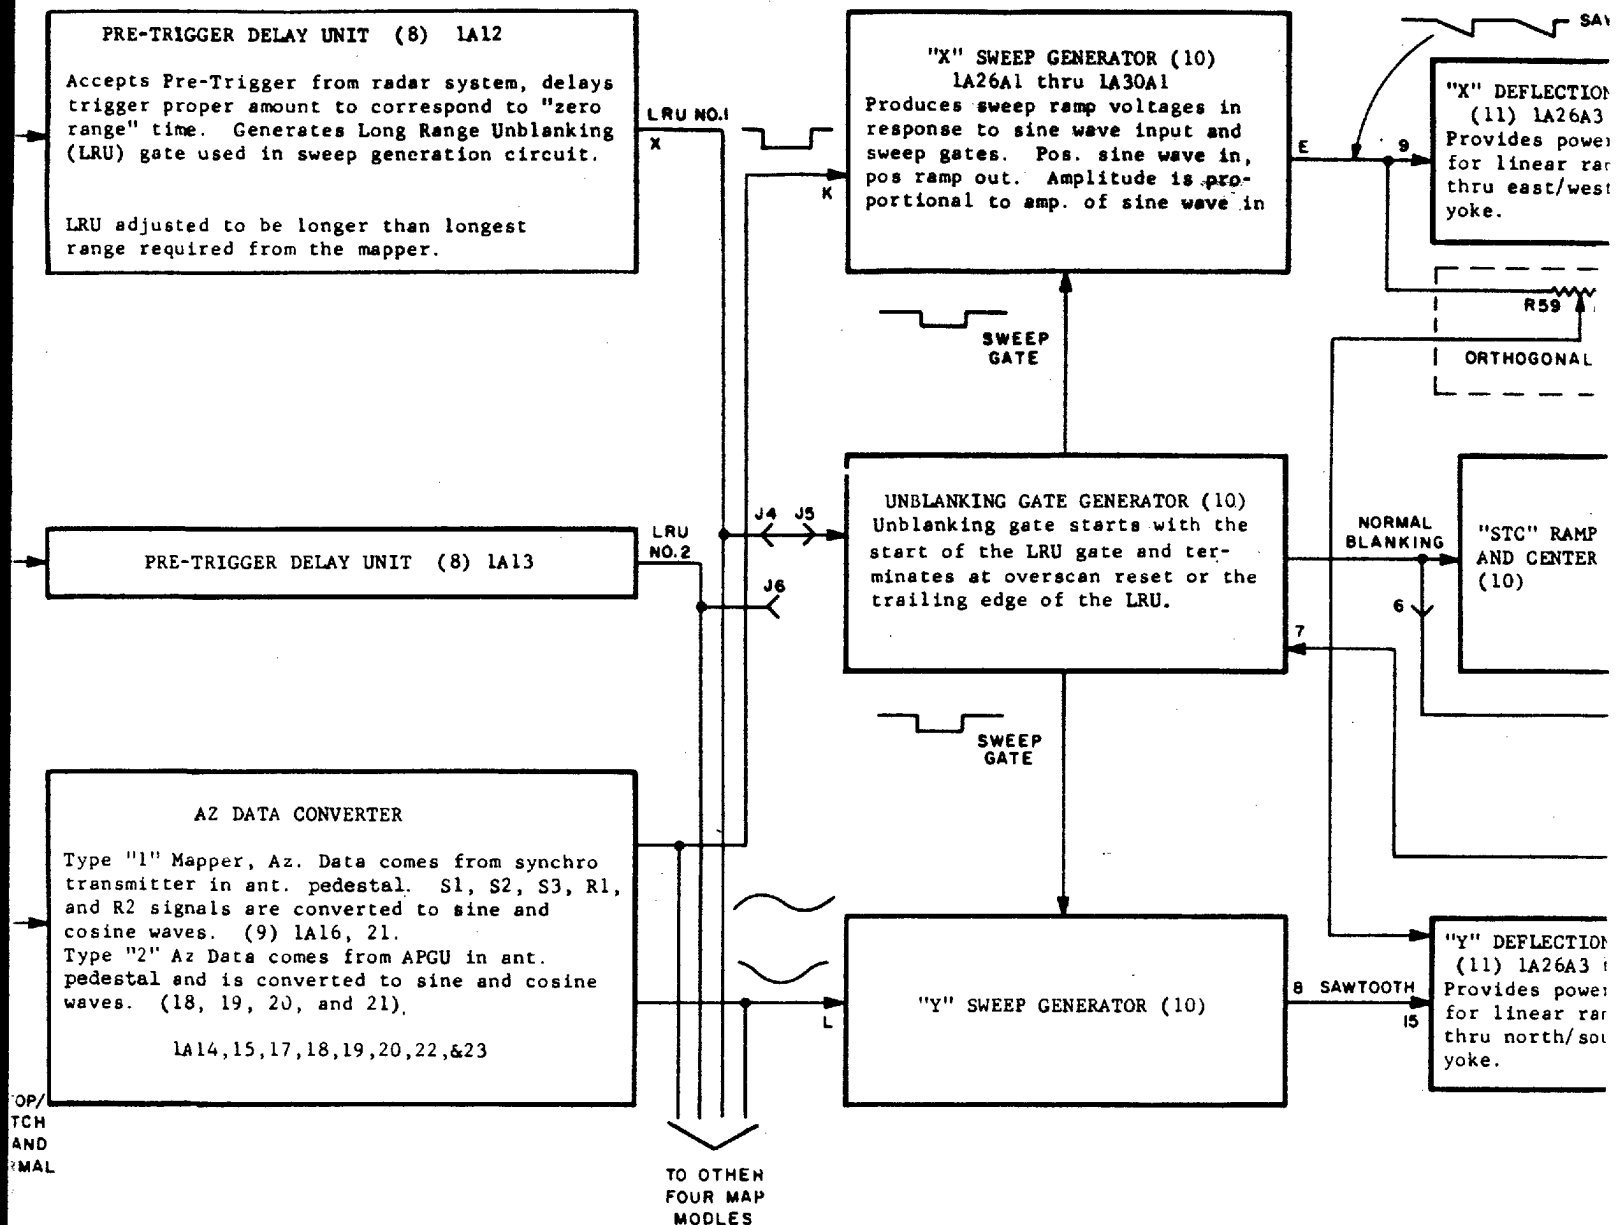 PRE-TRIGGER DELAY UNIT (8) 1A12
Accepts Pre-Trigger from radar system, delays
trigger proper amount to correspond to "zero
range" time. Generates Long Range Unblanking
(LRU) gate used in sweep generation circuit.
LRU adjusted to be longer than longest
range required from the mapper.
LRU NO.1
X
K
"X" SWEEP GENERATOR (10)
1A26A1 thru 1A30A1
Produces sweep ramp voltages in
response to sine wave input and
sweep gates. Pos. sine wave in,
pos ramp out. Amplitude is pro-
portional to amp. of sine wave in
E
9
"X" DEFLECTION
(11) 1A26A3
Provides
for linear
thru east/west
yoke.
R59
ORTHOGONAL
SWEEP
GATE
PRE-TRIGGER DELAY UNIT (8) 1A13
LRU
NO.2
J4 J5
J6
UNBLANKING GATE GENERATOR (10)
Unblanking gate starts with the
start of the LRU gate and ter-
minates at overscan reset or the
trailing edge of the LRU.
NORMAL
BLANKING
6
7
"STC" RAMP
AND CENTER
(10)
SWEEP
GATE
AZ DATA CONVERTER
Type "1" Mapper, Az. Data comes from synchro
transmitter in ant. pedestal. S1, S2, S3, R1,
and R2 signals are converted to sine and
cosine waves. (9) 1A16, 21.
Type "2" Az Data comes from APGU in ant.
pedestal and is converted to sine and cosine
waves. (18, 19, 20, and 21).
1A14,15,17,18,19,20,22,&23
L
"Y" SWEEP GENERATOR (10)
8 SAWTOOTH
15
"Y" DEFLECTION
(11) 1A26A3
Provides
for linear
thru
yoke.
OP/
TCH
AND
RMAL
TO OTHER
FOUR MAP
MODLES